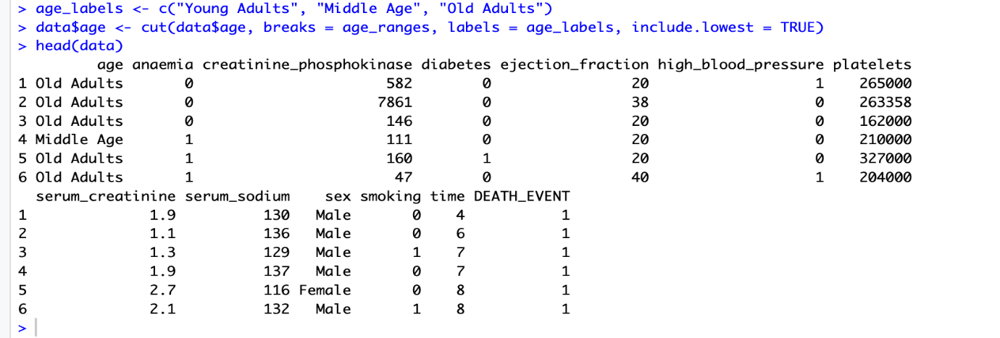 > age_labels <- c("Young Adults", "Middle Age", "Old Adults")
> data$age <- cut(data$age, breaks = age_ranges, labels = age_labels, include.lowest = TRUE)
> head(data)
         age anaemia creatinine_phosphokinase diabetes ejection_fraction high_blood_pressure platelets
1 Old Adults       0                      582        0                20                   1    265000
2 Old Adults       0                     7861        0                38                   0    263358
3 Old Adults       0                      146        0                20                   0    162000
4 Middle Age       1                      111        0                20                   0    210000
5 Old Adults       1                      160        1                20                   0    327000
6 Old Adults       1                       47        0                40                   1    204000
  serum_creatinine serum_sodium    sex smoking time DEATH_EVENT
1              1.9          130   Male       0    4           1
2              1.1          136   Male       0    6           1
3              1.3          129   Male       1    7           1
4              1.9          137   Male       0    7           1
5              2.7          116 Female       0    8           1
6              2.1          132   Male       1    8           1
>